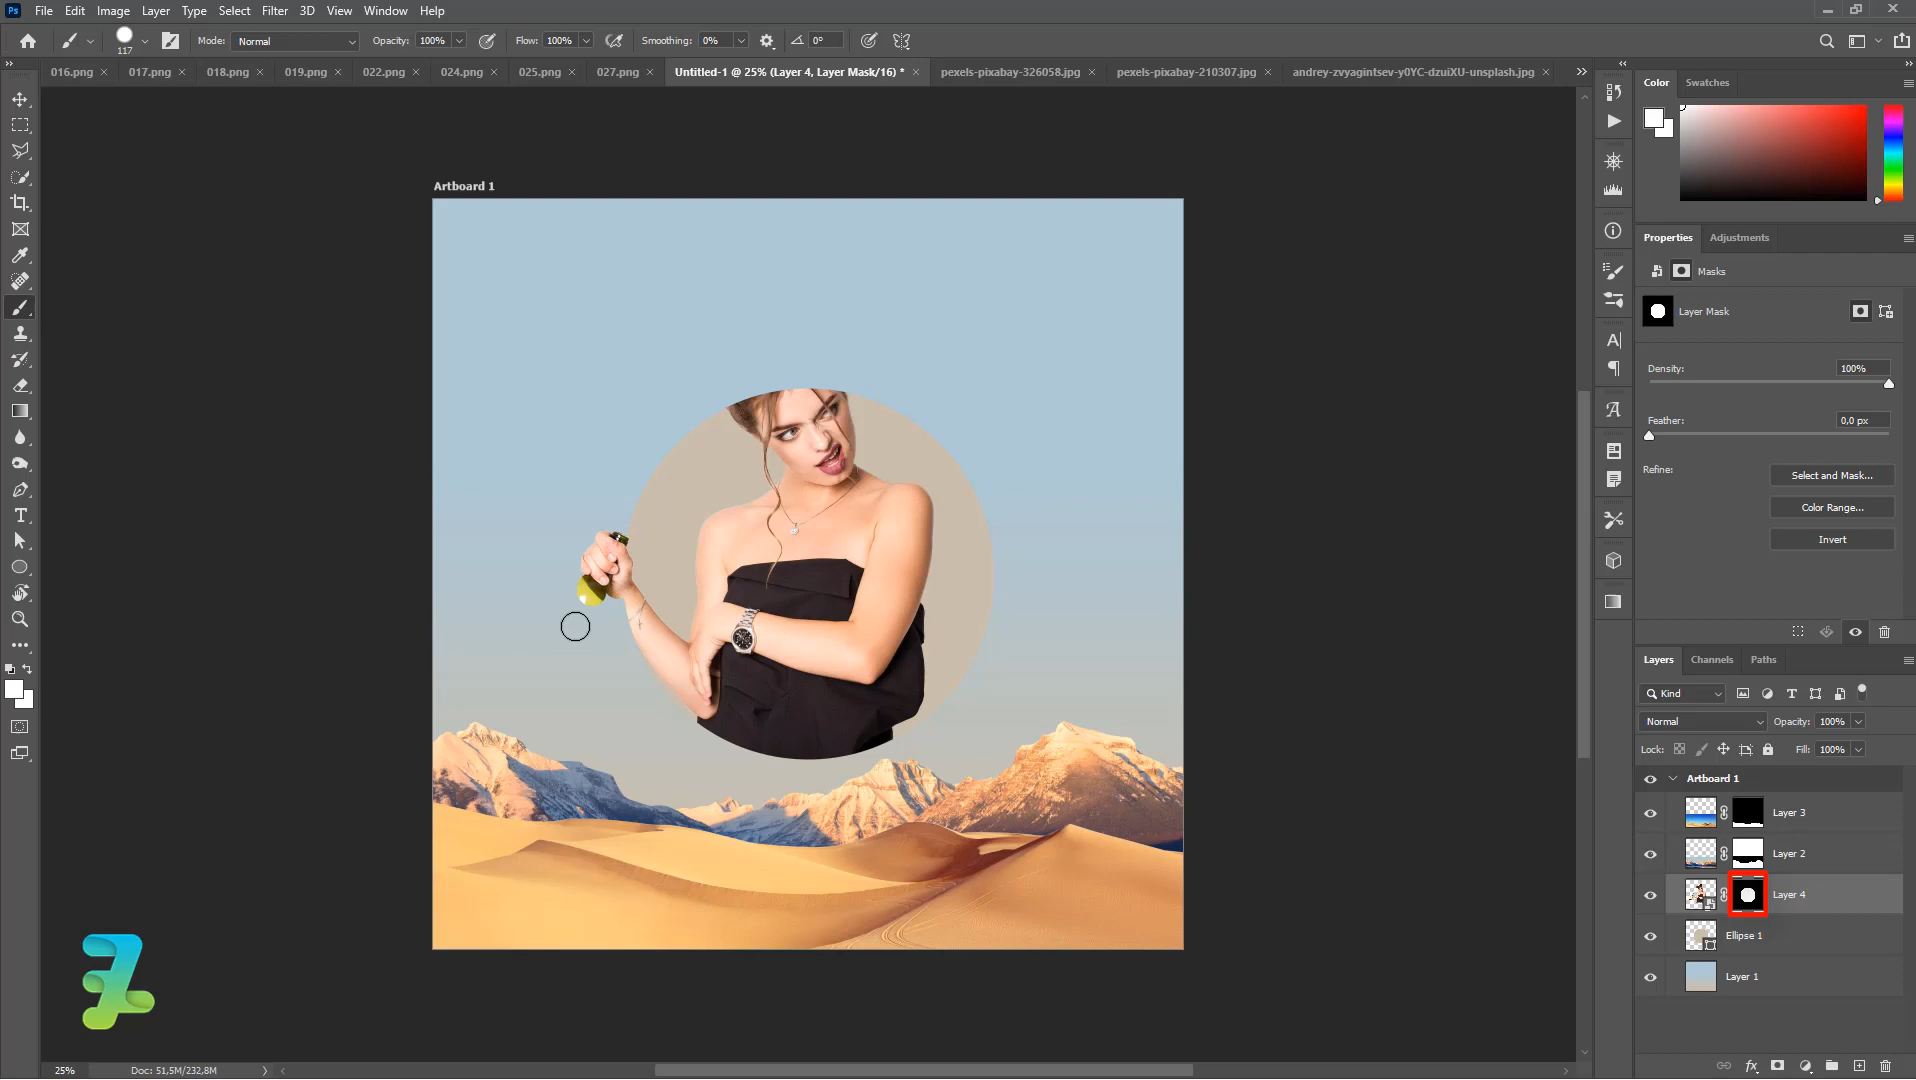 Ps File Edit Image Layer Type Select Filter 3D View Window Help
117 Mode: Normal Opacity: 100% Flow: 100% Smoothing: 0% 0°
016.png 017.png 018.png 019.png 022.png 024.png 025.png 027.png Untitled-1 @ 25% (Layer 4, Layer Mask/16) * pexels-pixabay-326058.jpg pexels-pixabay-210307.jpg andrey-zvyagintsev-y0YC-dzuiXU-unsplash.jpg
Color Swatches
Artboard 1
Properties Adjustments
Masks
Layer Mask
Density: 100%
Feather: 0,0 px
Refine: Select and Mask...
Color Range...
Invert
Layers Channels Paths
Kind
Normal Opacity: 100%
Lock: Fill: 100%
Artboard 1
Layer 3
Layer 2
Layer 4
Ellipse 1
Layer 1
25% Doc: 51,5M/232,8M